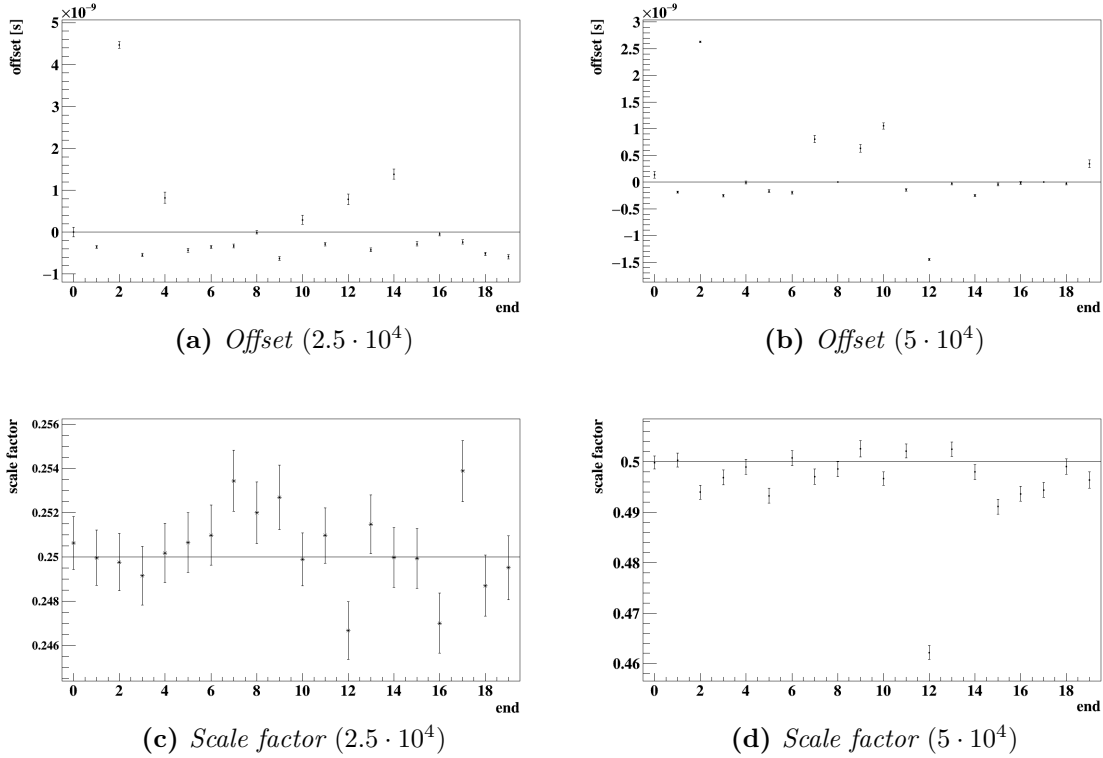 ×10⁻⁹ ×10⁻⁹
offset [s] offset [s]
5 3
4 2.5
3 2
2 1.5
1 1
0 0.5
−1 0
−0.5
−1
−1.5
0 2 4 6 8 10 12 14 16 18 0 2 4 6 8 10 12 14 16 18
end end
(a) Offset (2.5 · 10⁴) (b) Offset (5 · 10⁴)
scale factor scale factor
0.256 0.5
0.254 0.49
0.252 0.48
0.25 0.47
0.248 0.46
0.246
0 2 4 6 8 10 12 14 16 18 0 2 4 6 8 10 12 14 16 18
end end
(c) Scale factor (2.5 · 10⁴) (d) Scale factor (5 · 10⁴)